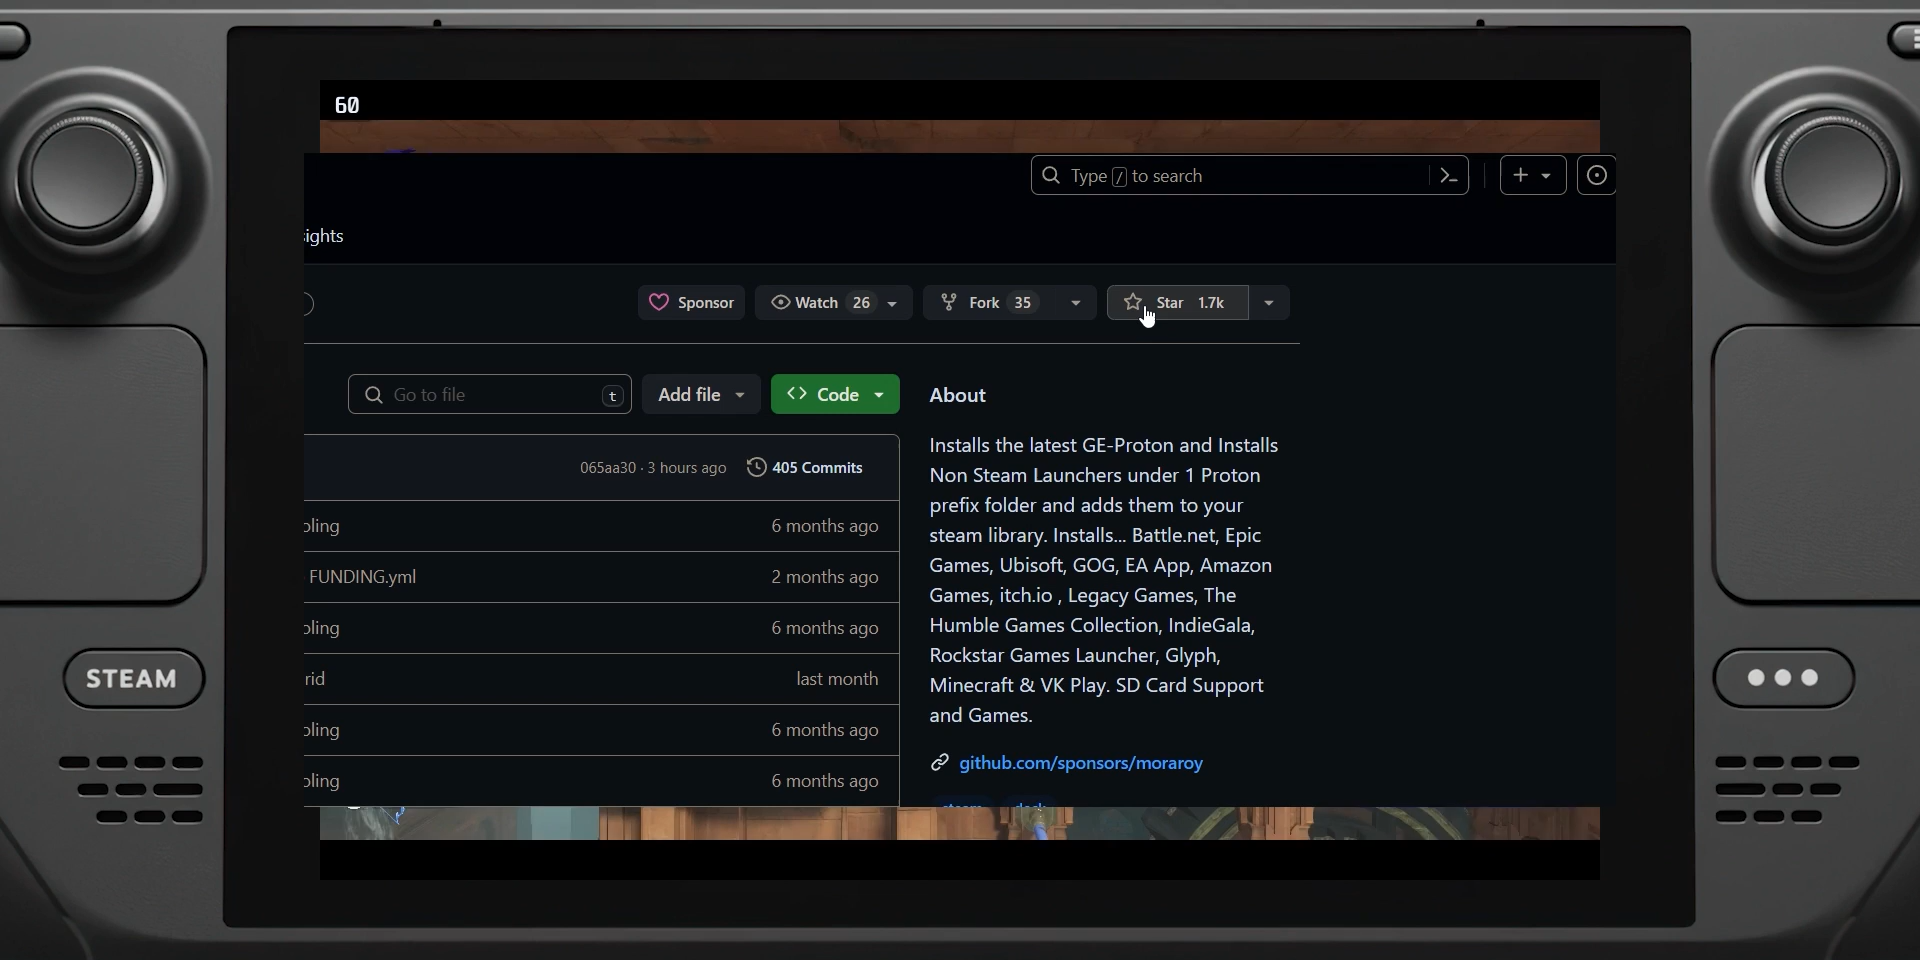 60
Type / to search
sights
Sponsor
Watch 26
Fork 35
Star 1.7k
Go to file
t
Add file
Code
About
Installs the latest GE-Proton and Installs
Non Steam Launchers under 1 Proton
prefix folder and adds them to your
steam library. Installs... Battle.net, Epic
Games, Ubisoft, GOG, EA App, Amazon
Games, itch.io , Legacy Games, The
Humble Games Collection, IndieGala,
Rockstar Games Launcher, Glyph,
Minecraft & VK Play. SD Card Support
and Games.
github.com/sponsors/moraroy
065aa30 · 3 hours ago
405 Commits
oling
6 months ago
FUNDING.yml
2 months ago
oling
6 months ago
rid
last month
oling
6 months ago
oling
6 months ago
STEAM